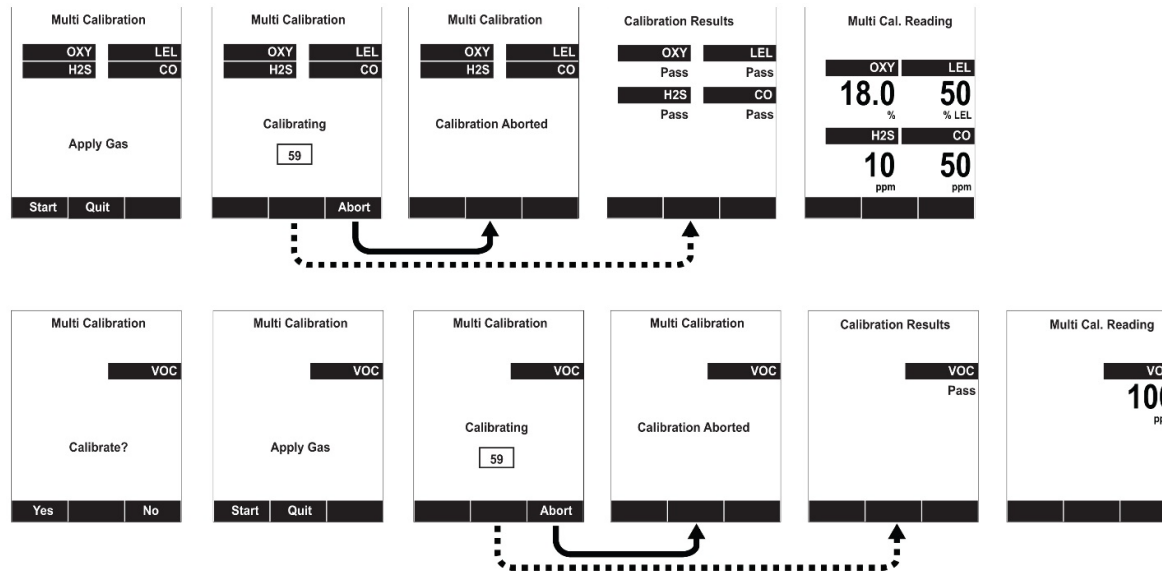 Multi Calibration
OXY LEL
H2S CO
Apply Gas
Start Quit
Multi Calibration
OXY LEL
H2S CO
Calibrating
59
Abort
Multi Calibration
OXY LEL
H2S CO
Calibration Aborted
Calibration Results
OXY LEL
Pass Pass
H2S CO
Pass Pass
Multi Cal. Reading
OXY LEL
18.0 50
% % LEL
H2S CO
10 50
ppm ppm
Multi Calibration
VOC
Calibrate?
Yes No
Multi Calibration
VOC
Apply Gas
Start Quit
Multi Calibration
VOC
Calibrating
59
Abort
Multi Calibration
VOC
Calibration Aborted
Calibration Results
VOC
Pass
Multi Cal. Reading